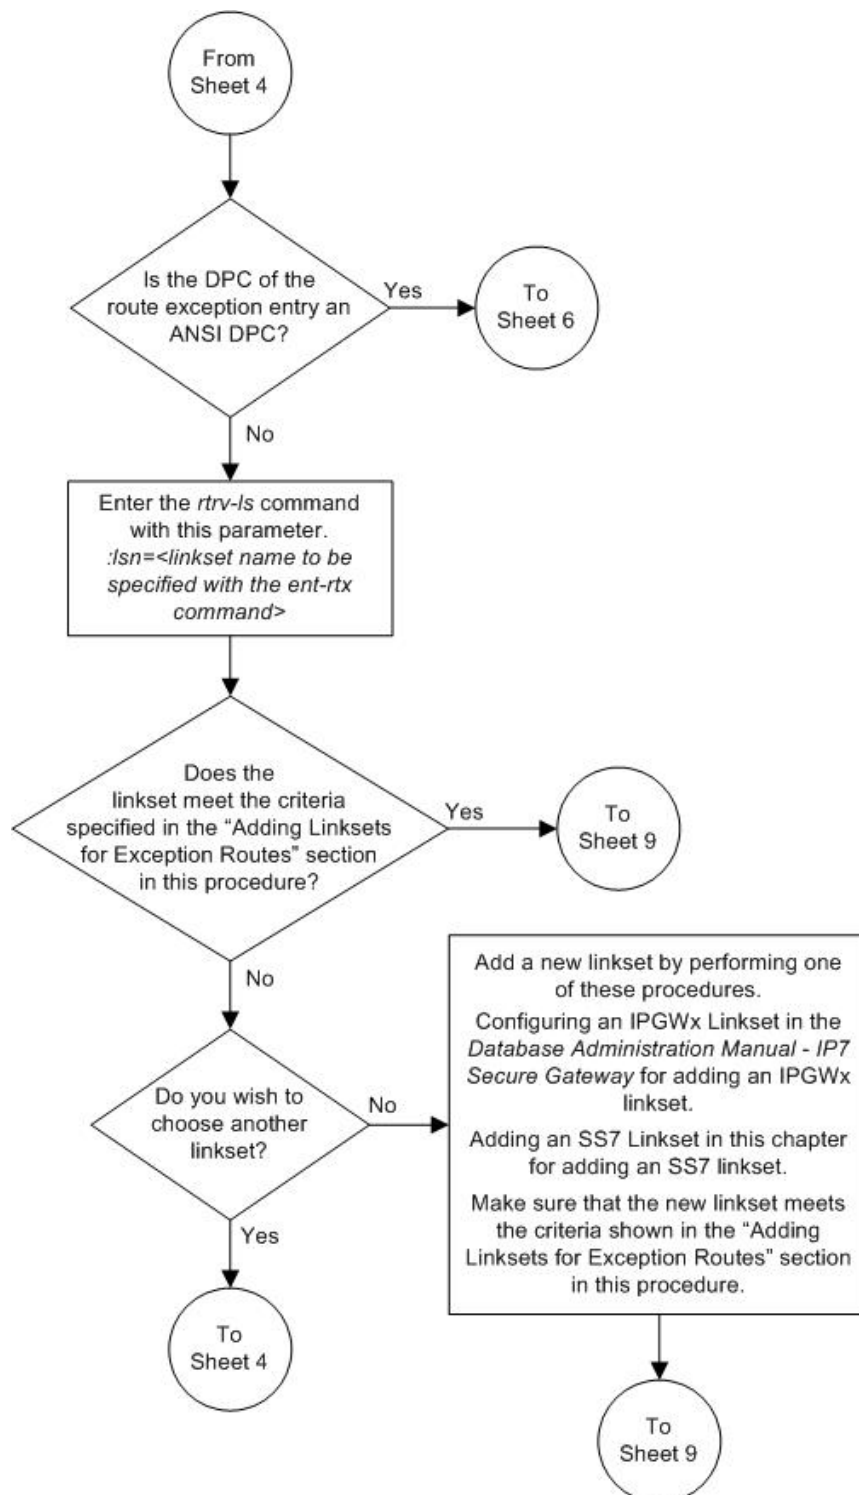 From
Sheet 4
Is the DPC of the
route exception entry an
ANSI DPC?
Yes
To
Sheet 6
No
Enter the rtrv-ls command
with this parameter.
:lsn=<linkset name to be
specified with the ent-rtx
command>
Does the
linkset meet the criteria
specified in the “Adding Linksets
for Exception Routes” section
in this procedure?
Yes
To
Sheet 9
No
Do you wish to
choose another
linkset?
No
Add a new linkset by performing one
of these procedures.
Configuring an IPGWx Linkset in the
Database Administration Manual - IP7
Secure Gateway for adding an IPGWx
linkset.
Adding an SS7 Linkset in this chapter
for adding an SS7 linkset.
Make sure that the new linkset meets
the criteria shown in the “Adding
Linksets for Exception Routes” section
in this procedure.
Yes
To
Sheet 4
To
Sheet 9